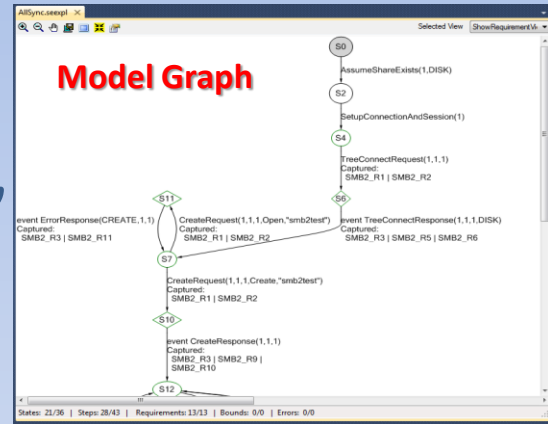 AllSync.seexpl
Selected View ShowRequirementVi
Model Graph
S0
AssumeShareExists(1,DISK)
S2
SetupConnectionAndSession(1)
S4
TreeConnectRequest(1,1,1)
Captured:
SMB2_R1 | SMB2_R2
S11
S6
event ErrorResponse(CREATE,1,1)
Captured:
SMB2_R3 | SMB2_R11
CreateRequest(1,1,1,Open,"smb2test")
Captured:
SMB2_R1 | SMB2_R2
event TreeConnectResponse(1,1,1,DISK)
Captured:
SMB2_R3 | SMB2_R5 | SMB2_R6
S7
CreateRequest(1,1,1,Create,"smb2test")
Captured:
SMB2_R1 | SMB2_R2
S10
event CreateResponse(1,1,1)
Captured:
SMB2_R3 | SMB2_R9 |
SMB2_R10
S12
States: 21/36 | Steps: 28/43 | Requirements: 13/13 | Bounds: 0/0 | Errors: 0/0